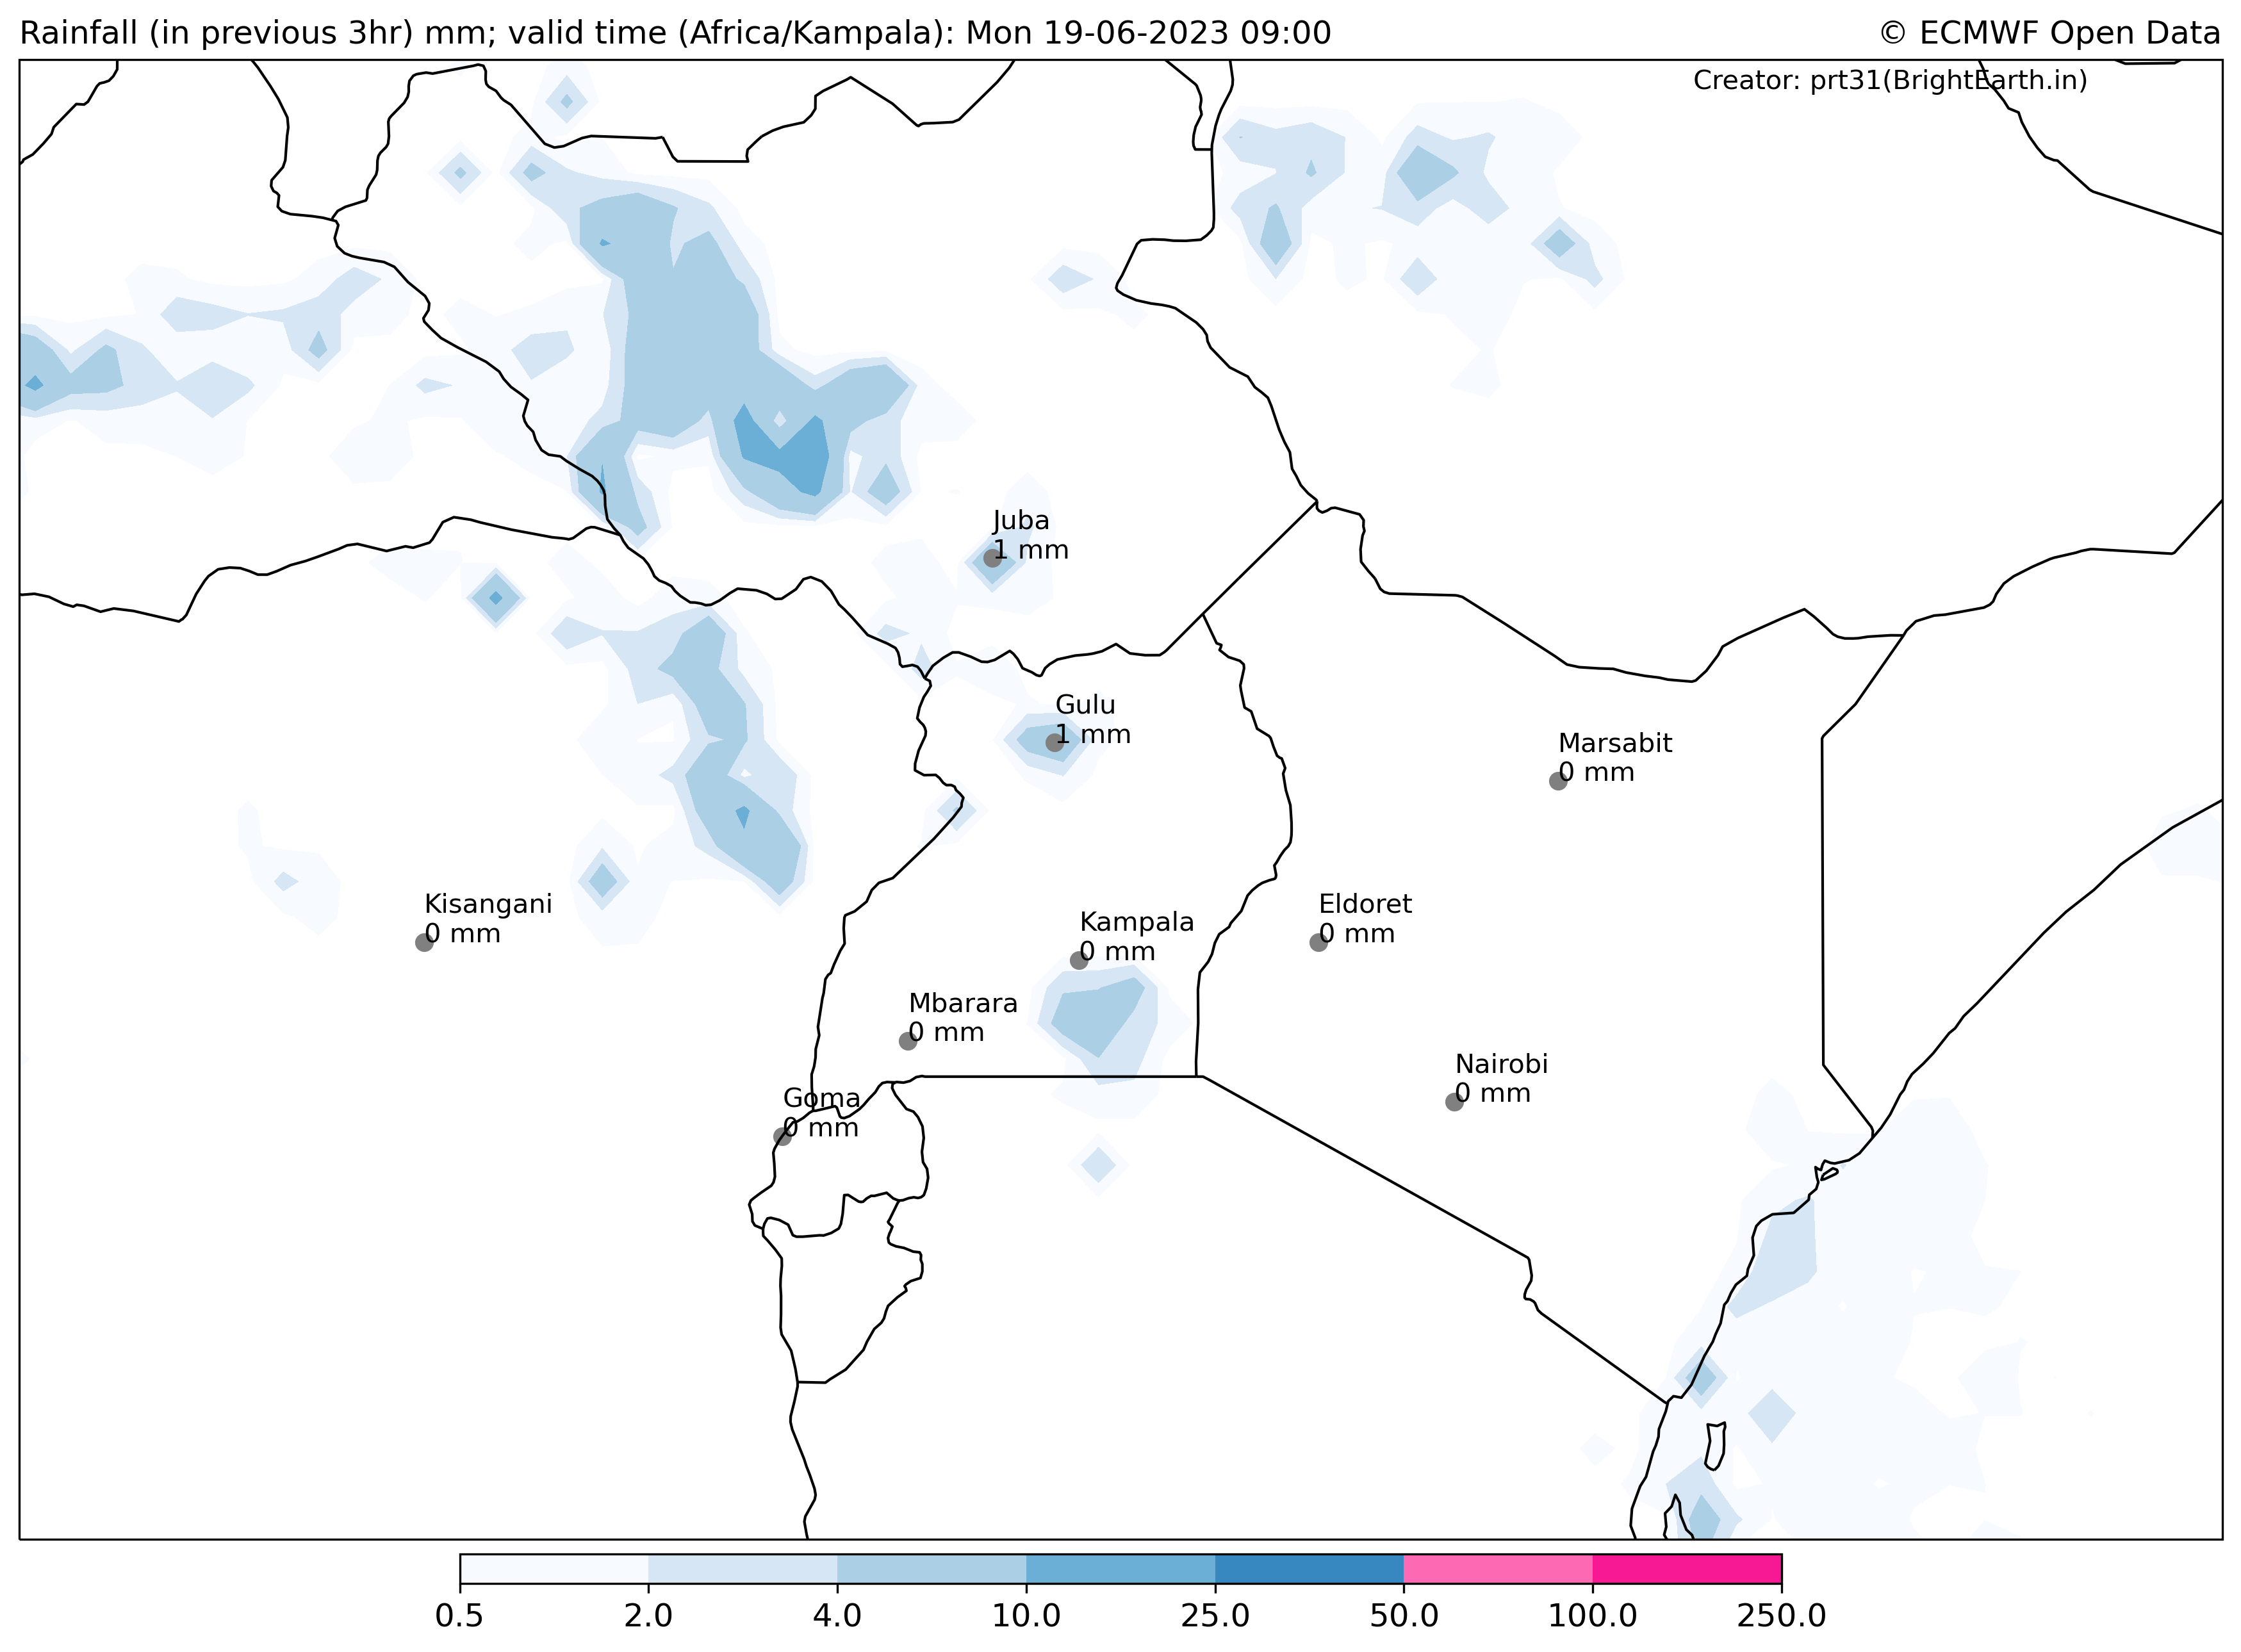 Rainfall (in previous 3hr) mm; valid time (Africa/Kampala): Mon 19-06-2023 09:00
© ECMWF Open Data
Creator: prt31(BrightEarth.in)
Juba
1 mm
Gulu
1 mm
Marsabit
0 mm
Kisangani
0 mm
Kampala
0 mm
Eldoret
0 mm
Mbarara
0 mm
Nairobi
0 mm
Goma
0 mm
0.5 2.0 4.0 10.0 25.0 50.0 100.0 250.0